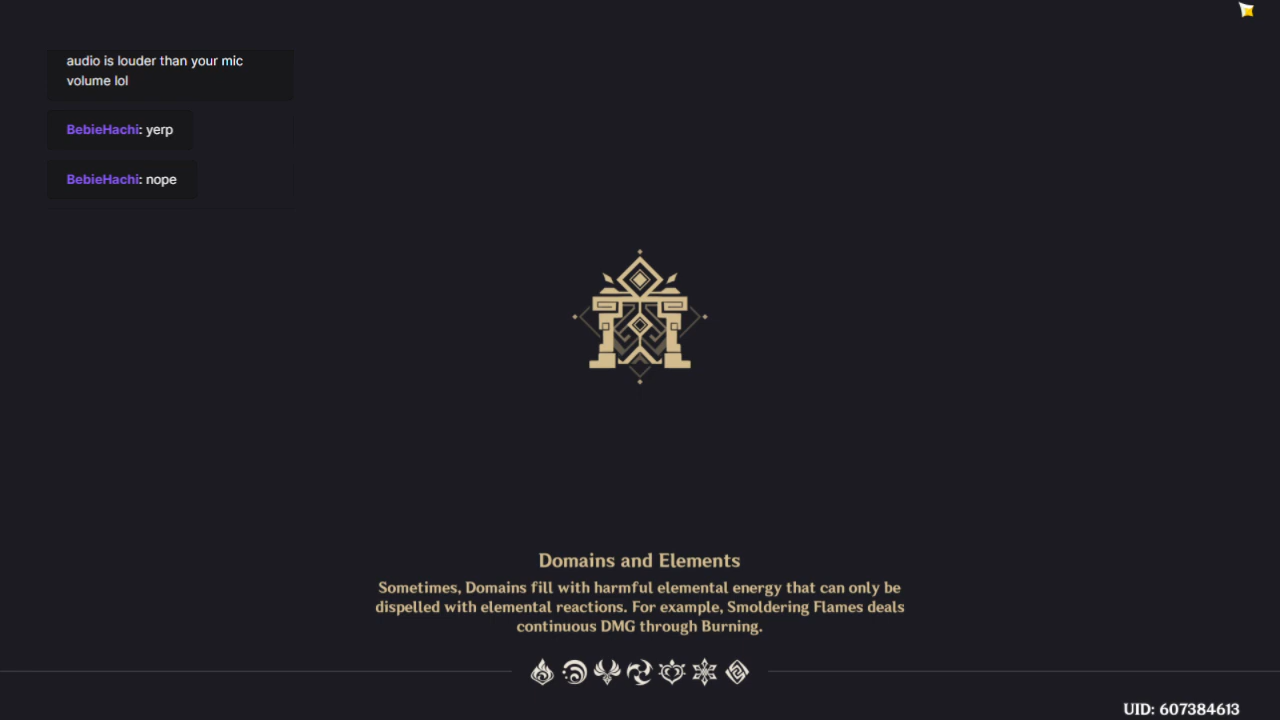 audio is louder than your mic
volume lol
BebieHachi: yerp
BebieHachi: nope
Domains and Elements
Sometimes, Domains fill with harmful elemental energy that can only be
dispelled with elemental reactions. For example, Smoldering Flames deals
continuous DMG through Burning.
UID: 607384613